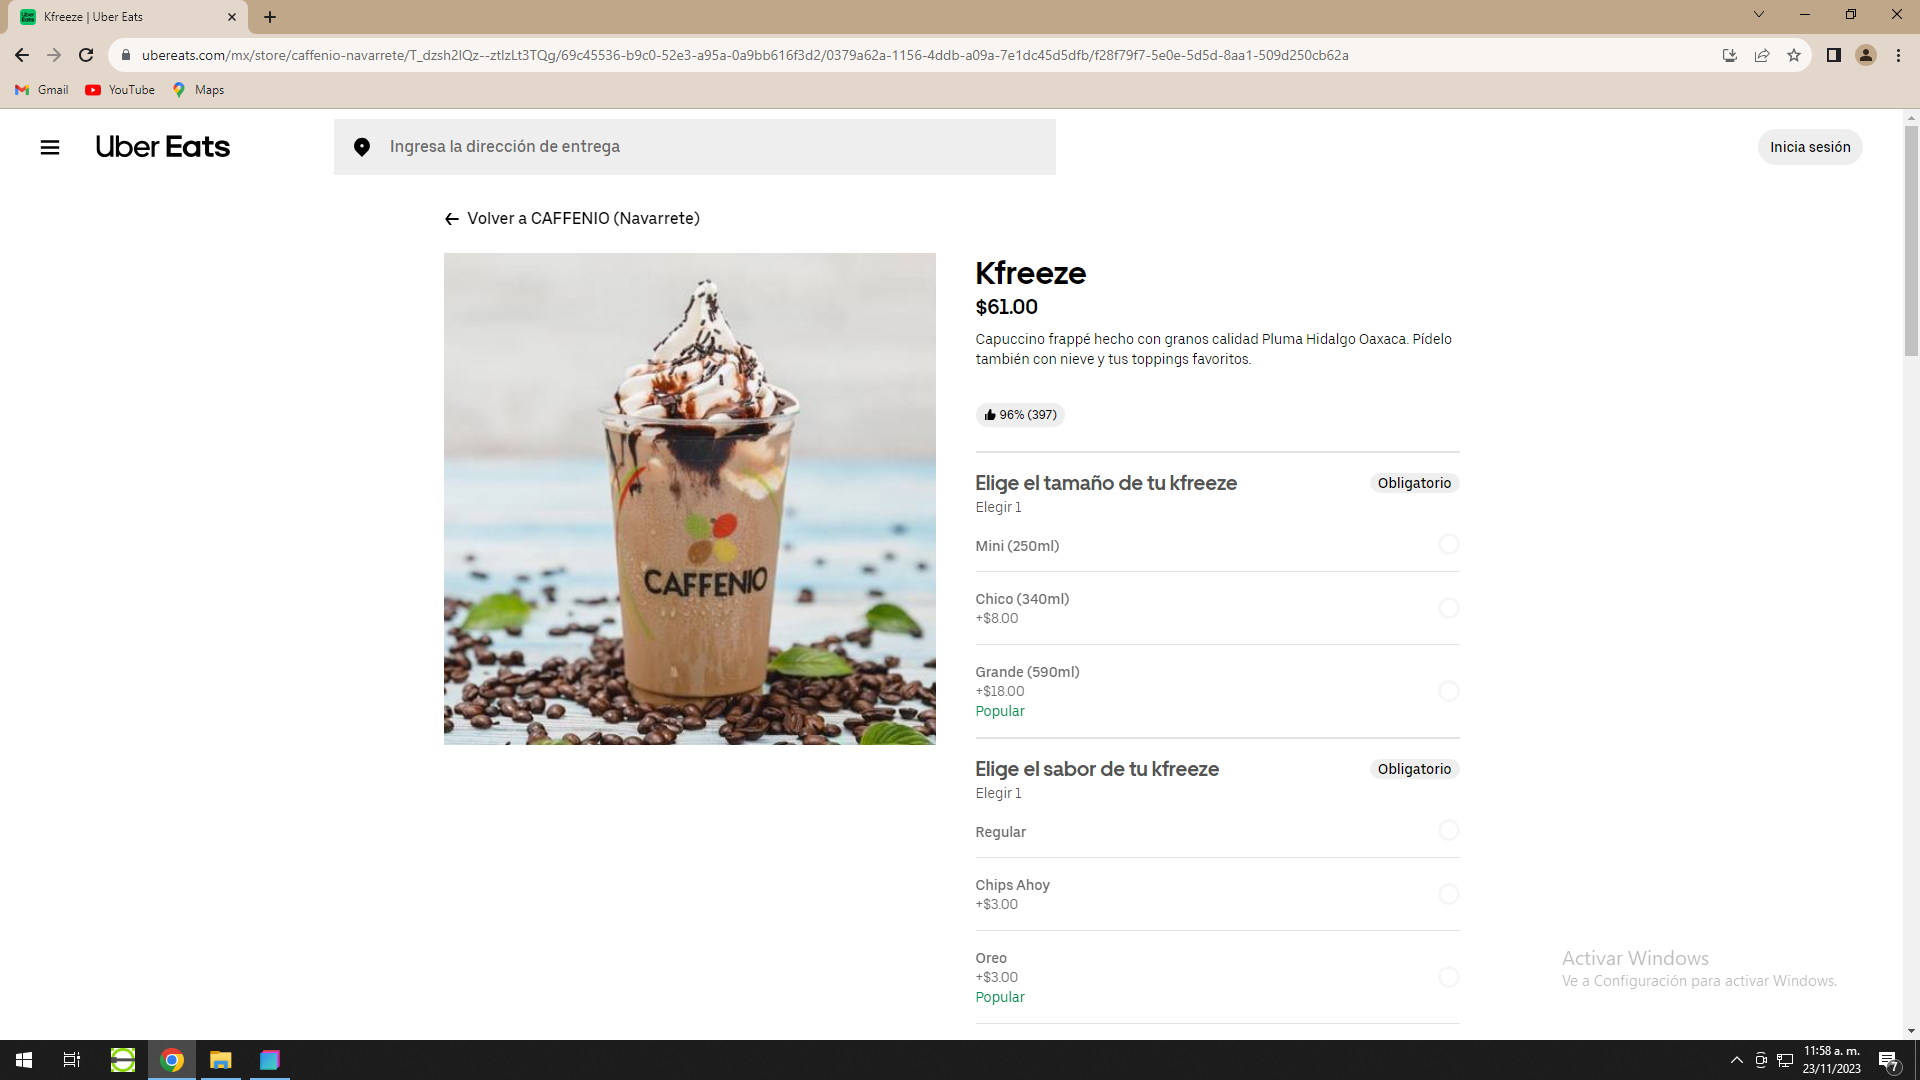 Kfreeze | Uber Eats
ubereats.com/mx/store/caffenio-navarrete/T_dzsh2IQz--ztlzLt3TQg/69c45536-b9c0-52e3-a95a-0a9bb616f3d2/0379a62a-1156-4ddb-a09a-7e1dc45d5dfb/f28f79f7-5e0e-5d5d-8aa1-509d250cb62a
Gmail YouTube Maps
Uber Eats
Ingresa la dirección de entrega
Inicia sesión
Volver a CAFFENIO (Navarrete)
CAFFENIO
Kfreeze
$61.00
Capuccino frappé hecho con granos calidad Pluma Hidalgo Oaxaca. Pídelo
también con nieve y tus toppings favoritos.
96% (397)
Elige el tamaño de tu kfreeze
Obligatorio
Elegir 1
Mini (250ml)
Chico (340ml)
+$8.00
Grande (590ml)
+$18.00
Popular
Elige el sabor de tu kfreeze
Obligatorio
Elegir 1
Regular
Chips Ahoy
+$3.00
Oreo
+$3.00
Popular
Activar Windows
Ve a Configuración para activar Windows.
11:58 a. m.
23/11/2023
7